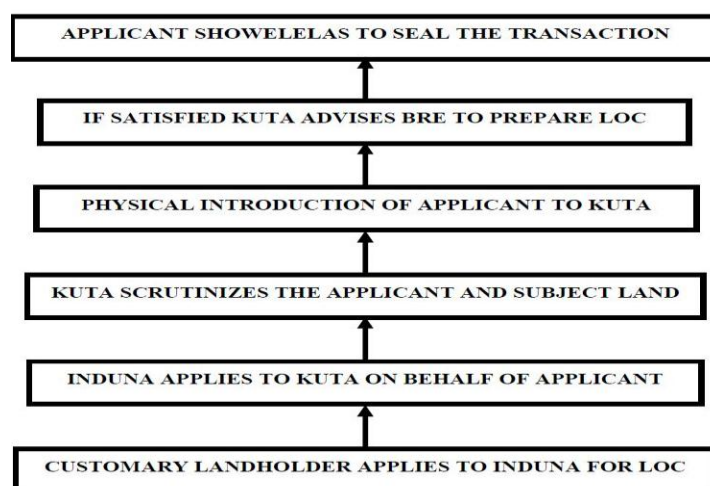 APPLICANT SHOWELELAS TO SEAL THE TRANSACTION
IF SATISFIED KUTA ADVISES BRE TO PREPARE LOC
PHYSICAL INTRODUCTION OF APPLICANT TO KUTA
KUTA SCRUTINIZES THE APPLICANT AND SUBJECT LAND
INDUNA APPLIES TO KUTA ON BEHALF OF APPLICANT
CUSTOMARY LANDHOLDER APPLIES TO INDUNA FOR LOC